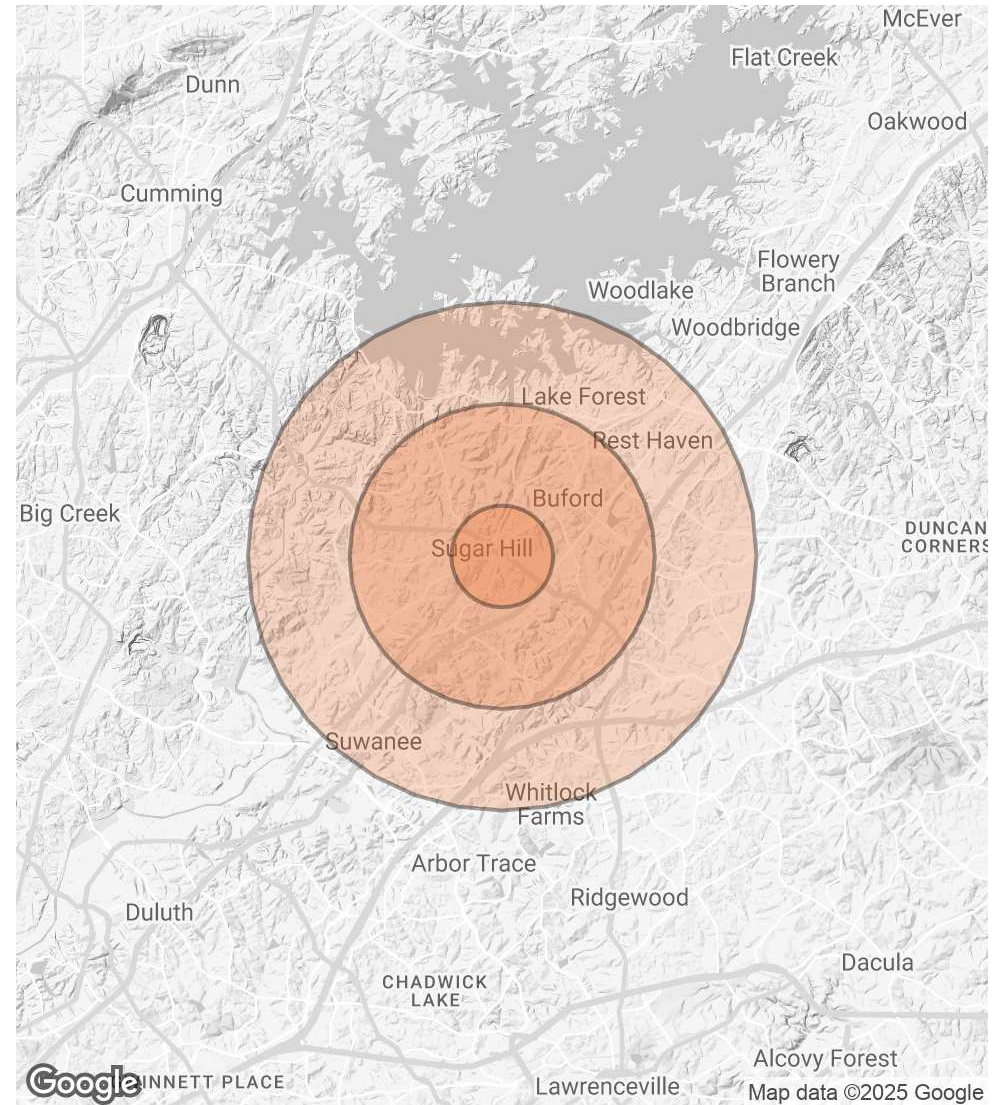 McEver
Flat Creek
Dunn
Oakwood
Cumming
Flowery
Branch
Woodlake
Woodbridge
Lake Forest
Rest Haven
Buford
Big Creek
DUNCAN
CORNERS
Sugar Hill
Suwanee
Whitlock
Farms
Arbor Trace
Ridgewood
Duluth
Dacula
CHADWICK
LAKE
Alcovy Forest
Google INNETT PLACE
Lawrenceville
Map data ©2025 Google